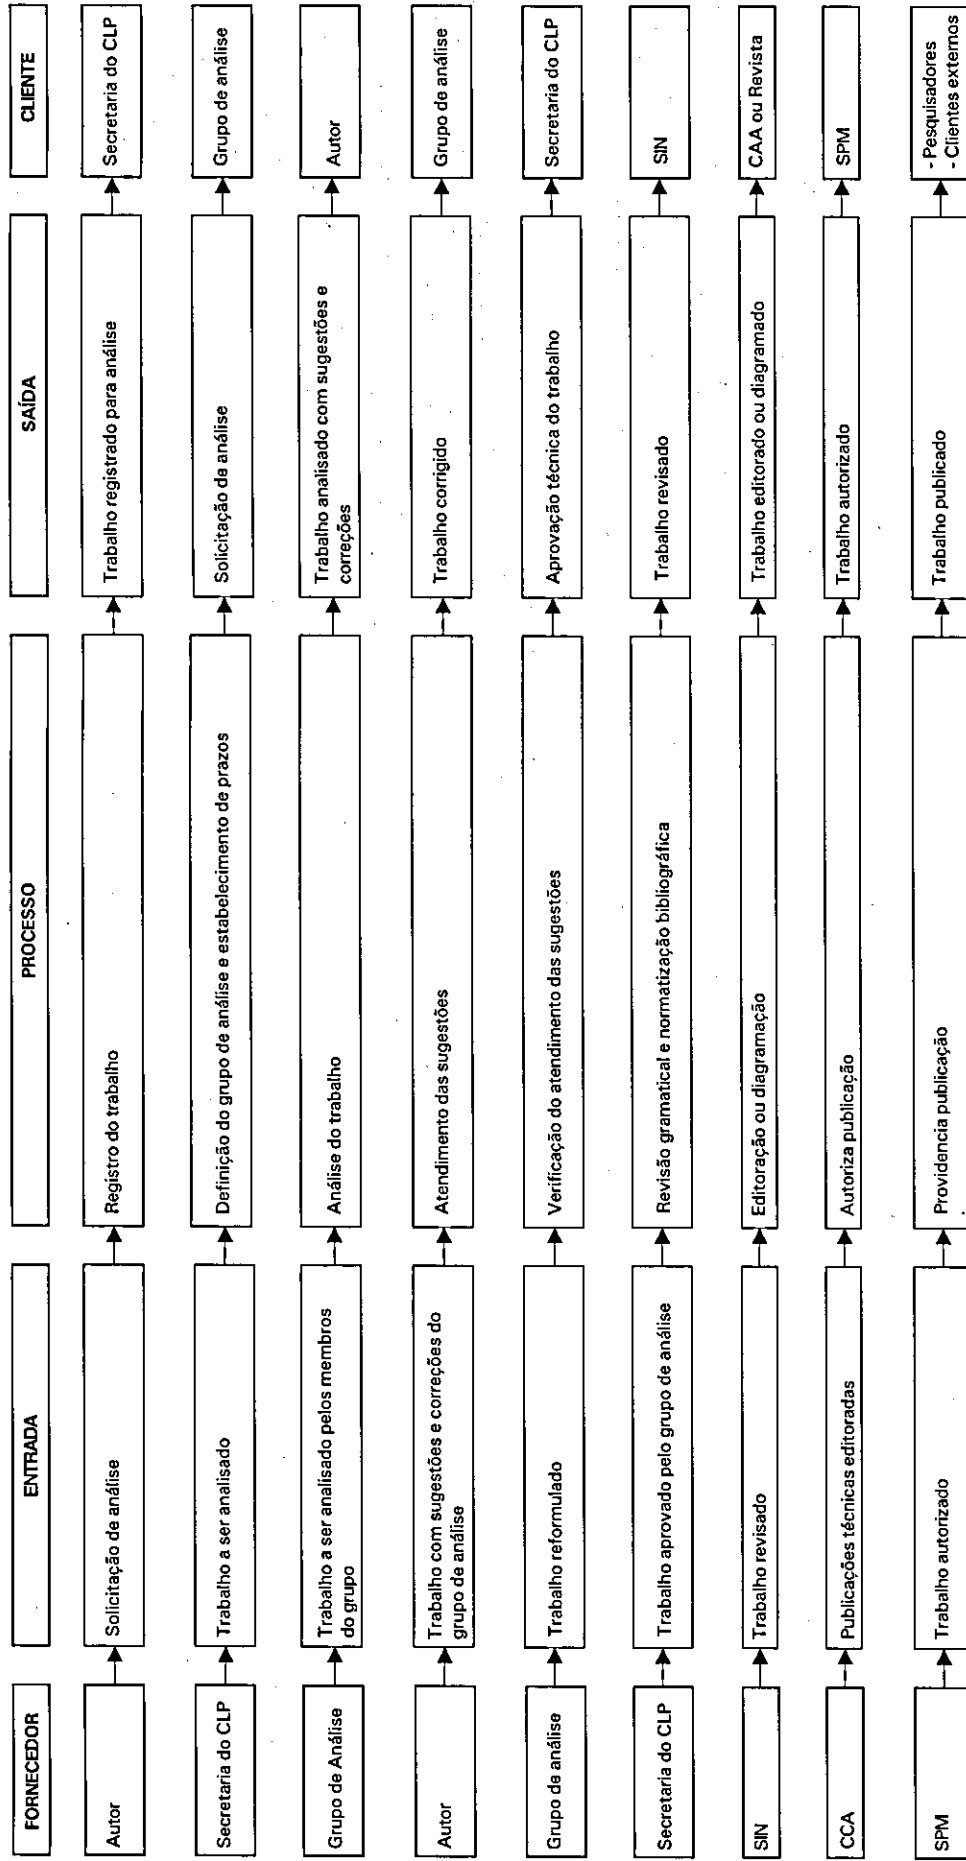 FORNECEDOR
ENTRADA
PROCESSO
SAÍDA
CLIENTE
Autor
Solicitação de análise
Registro do trabalho
Trabalho registrado para análise
Secretaria do CLP
Secretaria do CLP
Trabalho a ser analisado
Definição do grupo de análise e estabelecimento de prazos
Solicitação de análise
Grupo de análise
Grupo de Análise
Trabalho a ser analisado pelos membros
do grupo
Análise do trabalho
Trabalho analisado com sugestões e
correções
Autor
Autor
Trabalho com sugestões e correções do
grupo de análise
Atendimento das sugestões
Trabalho corrigido
Grupo de análise
Grupo de análise
Trabalho reformulado
Verificação do atendimento das sugestões
Aprovação técnica do trabalho
Secretaria do CLP
Secretaria do CLP
Trabalho aprovado pelo grupo de análise
Revisão gramatical e normatização bibliográfica
Trabalho revisado
SIN
SIN
Trabalho revisado
Editoração ou diagramação
Trabalho editorado ou diagramado
CAA ou Revista
CCA
Publicações técnicas editoradas
Autoriza publicação
Trabalho autorizado
SPM
SPM
Trabalho autorizado
Providencia publicação
Trabalho publicado
- Pesquisadores
- Clientes externos